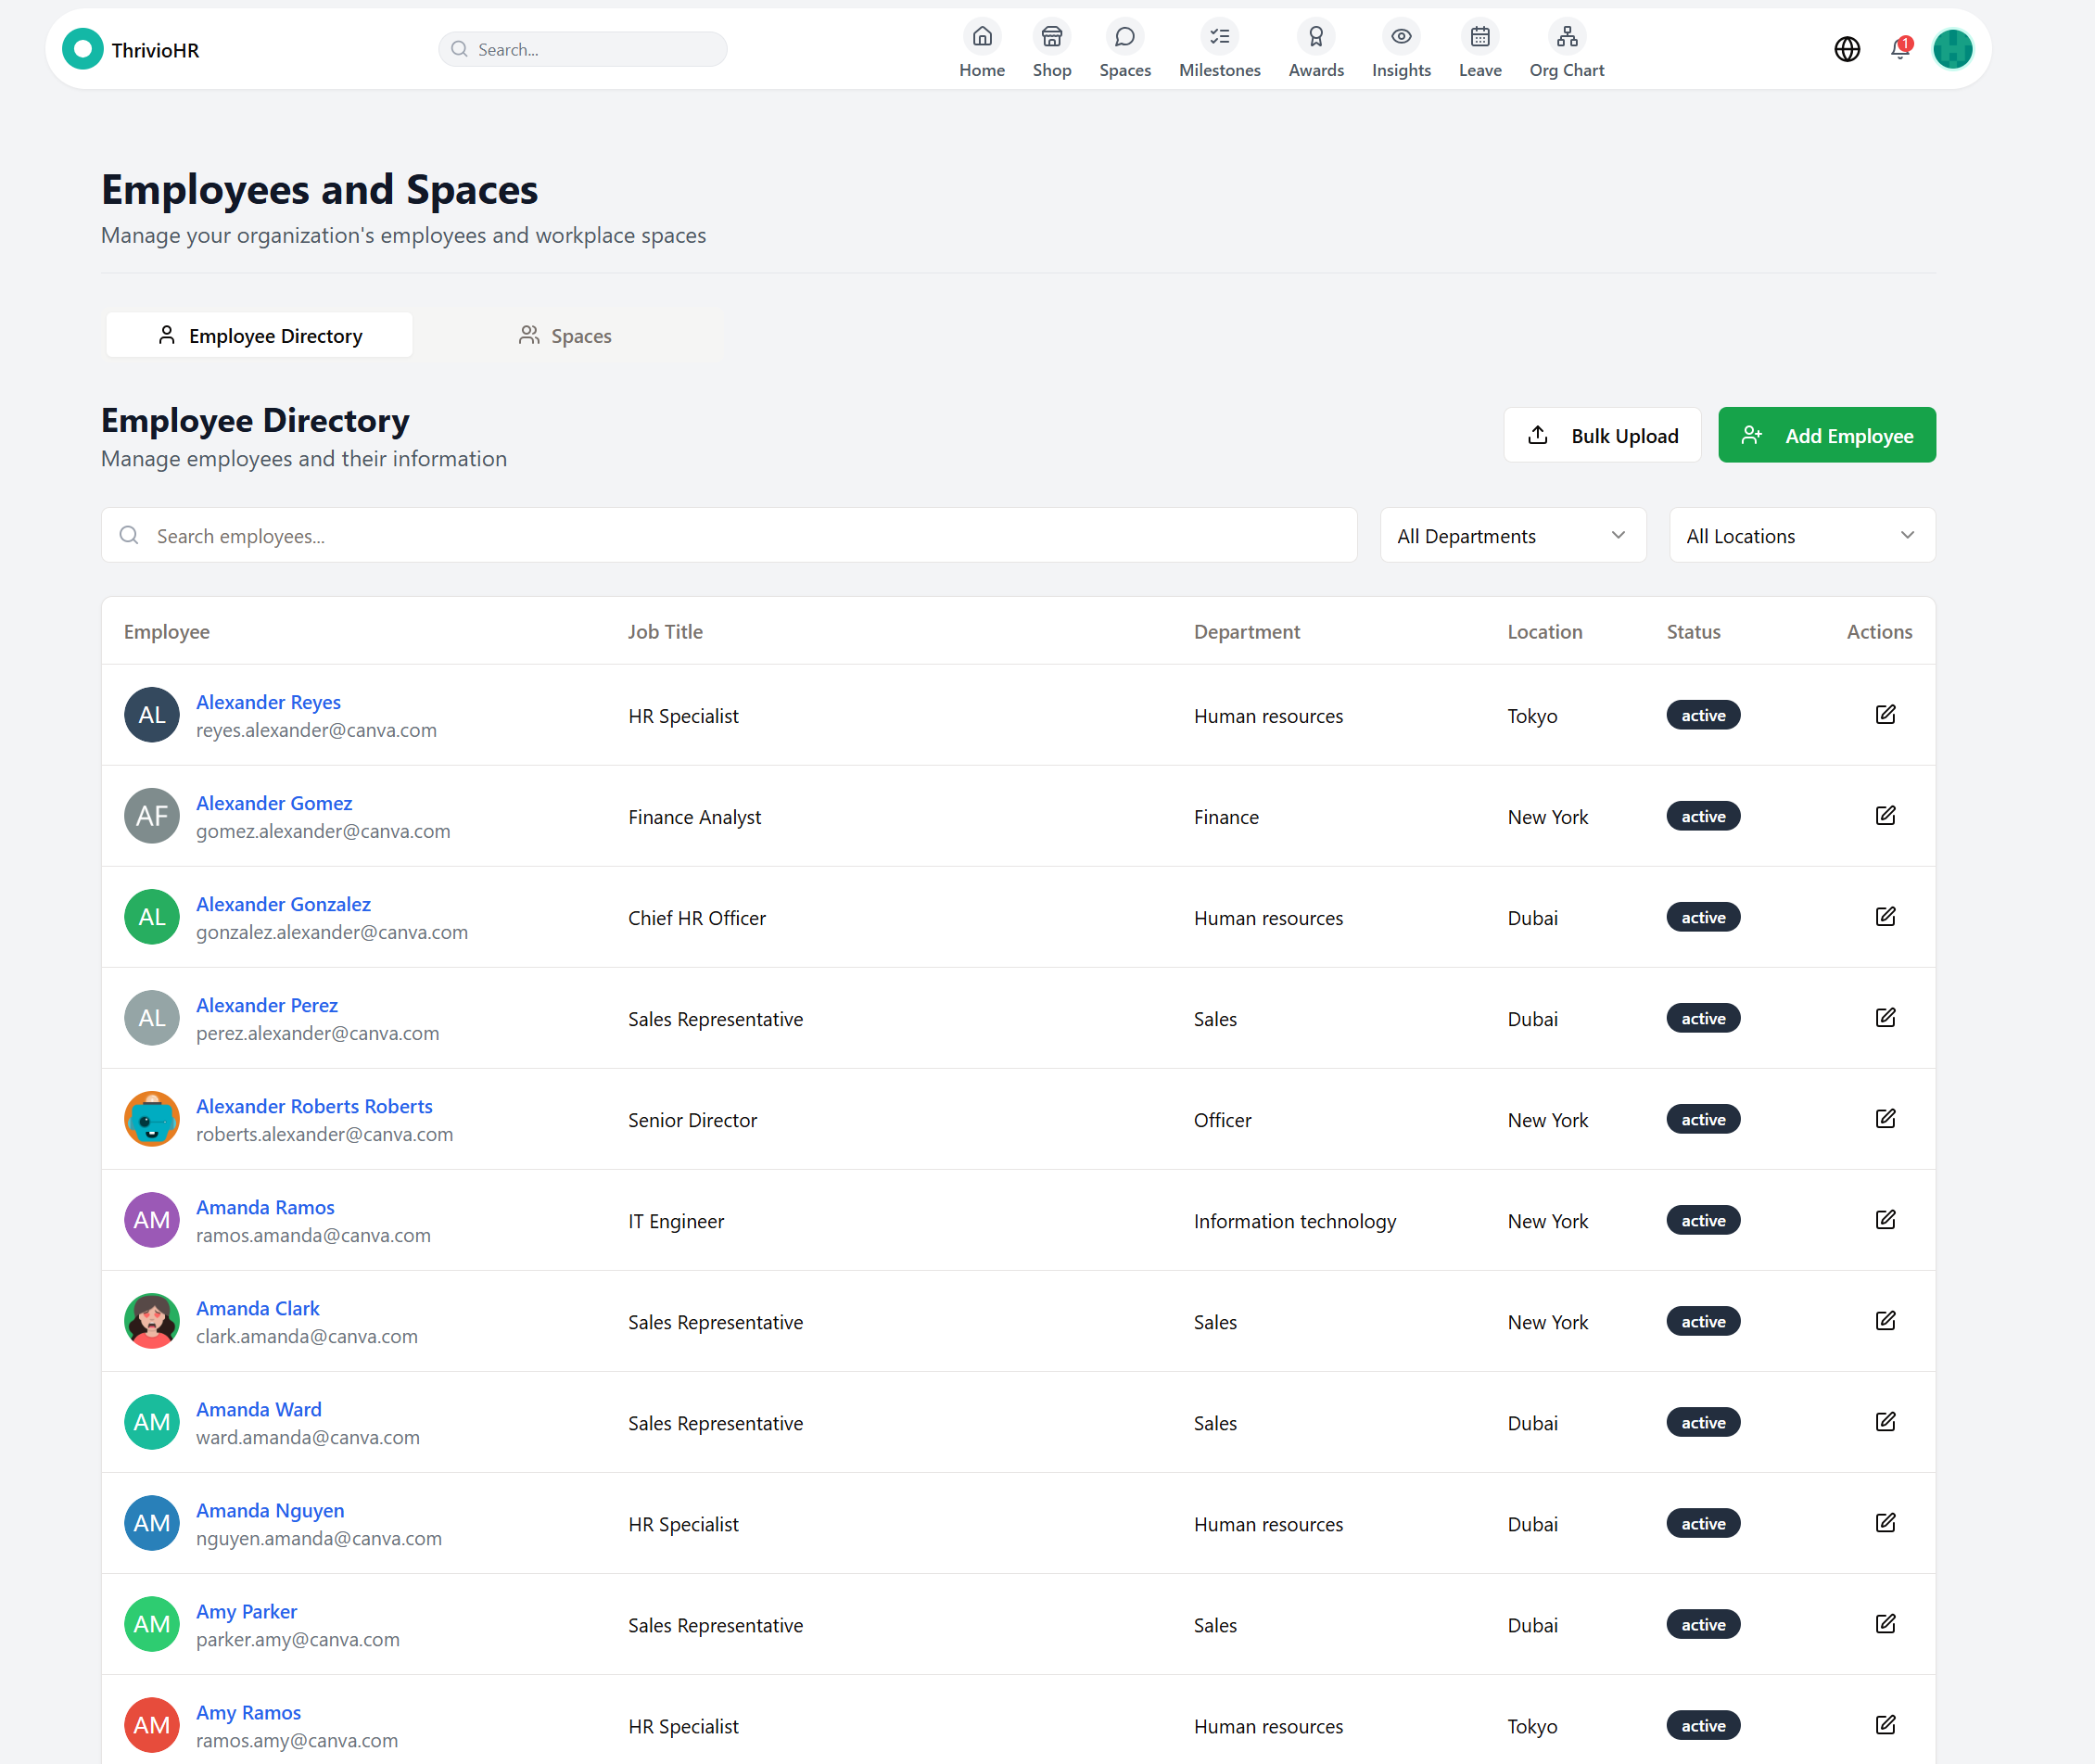 ThrivioHR
Search...
Home
Shop
Spaces
Milestones
Awards
Insights
Leave
Org Chart
1
Employees and Spaces
Manage your organization's employees and workplace spaces
Employee Directory
Spaces
Employee Directory
Manage employees and their information
Bulk Upload
Add Employee
Search employees...
All Departments
All Locations
Employee Job Title Department Location Status Actions
AL Alexander Reyes
reyes.alexander@canva.com
HR Specialist Human resources Tokyo active
AF Alexander Gomez
gomez.alexander@canva.com
Finance Analyst Finance New York active
AL Alexander Gonzalez
gonzalez.alexander@canva.com
Chief HR Officer Human resources Dubai active
AL Alexander Perez
perez.alexander@canva.com
Sales Representative Sales Dubai active
Alexander Roberts Roberts
roberts.alexander@canva.com
Senior Director Officer New York active
AM Amanda Ramos
ramos.amanda@canva.com
IT Engineer Information technology New York active
Amanda Clark
clark.amanda@canva.com
Sales Representative Sales New York active
AM Amanda Ward
ward.amanda@canva.com
Sales Representative Sales Dubai active
AM Amanda Nguyen
nguyen.amanda@canva.com
HR Specialist Human resources Dubai active
AM Amy Parker
parker.amy@canva.com
Sales Representative Sales Dubai active
AM Amy Ramos
ramos.amy@canva.com
HR Specialist Human resources Tokyo active